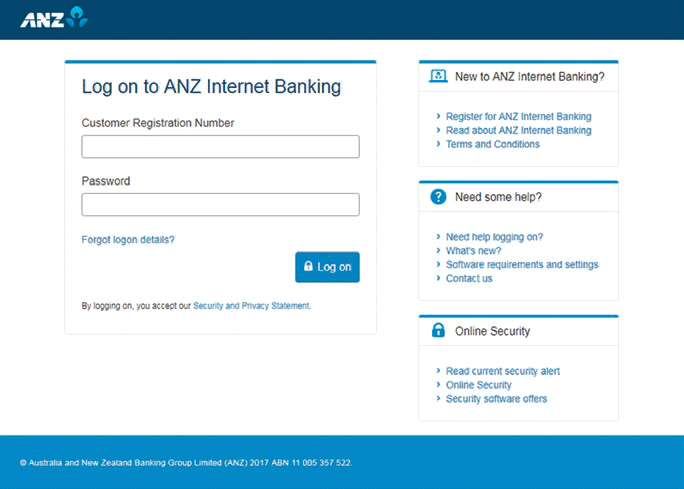 ANZ
Log on to ANZ Internet Banking
Customer Registration Number
Password
Forgot logon details?
Log on
By logging on, you accept our Security and Privacy Statement.
New to ANZ Internet Banking?
Register for ANZ Internet Banking
Read about ANZ Internet Banking
Terms and Conditions
Need some help?
Need help logging on?
What's new?
Software requirements and settings
Contact us
Online Security
Read current security alert
Online Security
Security software offers
© Australia and New Zealand Banking Group Limited (ANZ) 2017 ABN 11 005 357 522.